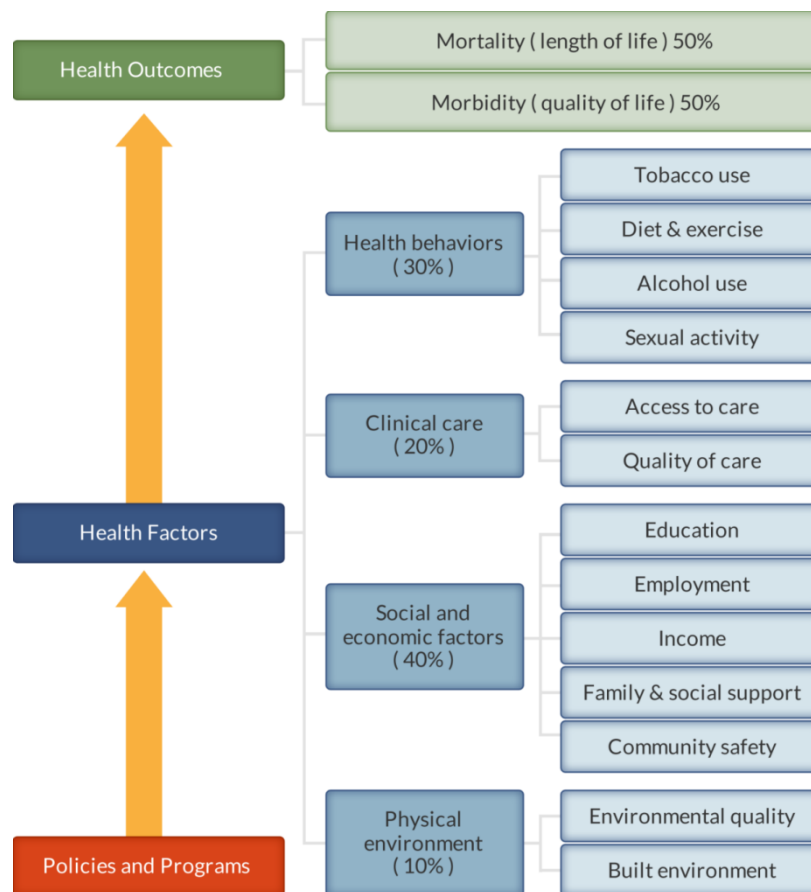 Health Outcomes
Mortality ( length of life ) 50%
Morbidity ( quality of life ) 50%
Health behaviors
( 30% )
Tobacco use
Diet & exercise
Alcohol use
Sexual activity
Clinical care
( 20% )
Access to care
Quality of care
Health Factors
Social and
economic factors
( 40% )
Education
Employment
Income
Family & social support
Community safety
Physical
environment
( 10% )
Environmental quality
Built environment
Policies and Programs